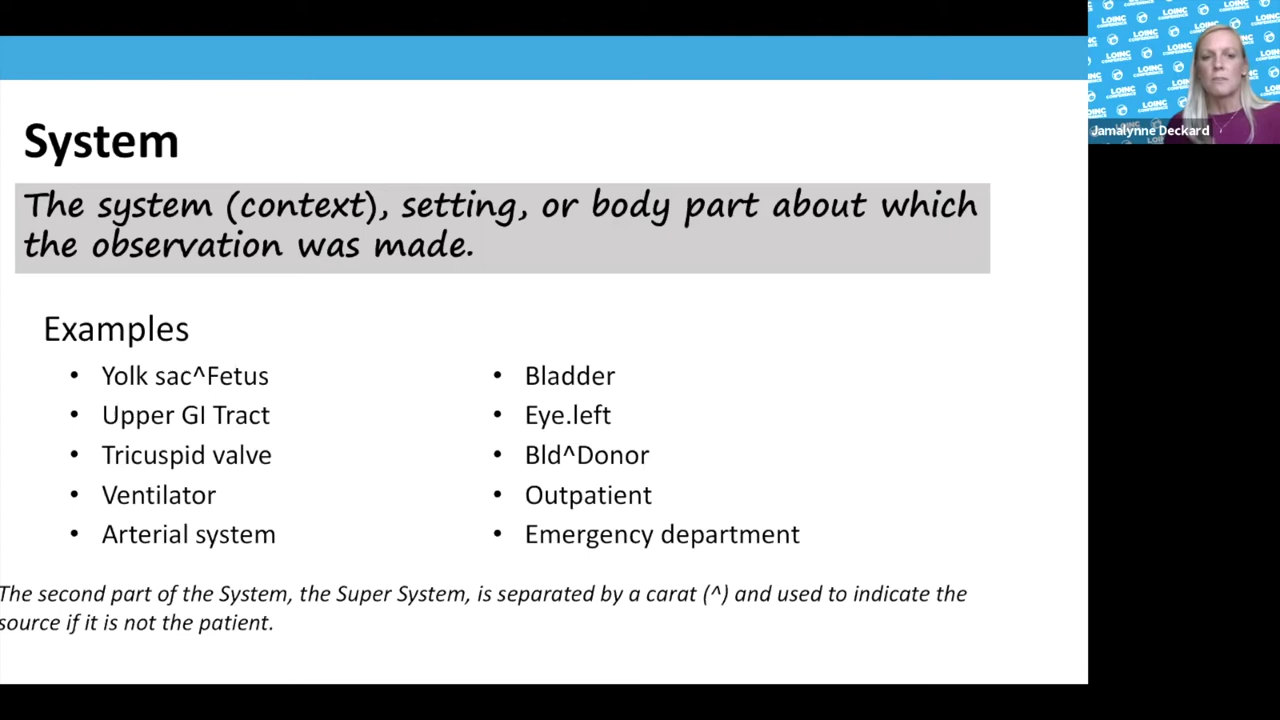 System
The system (context), setting, or body part about which
the observation was made.
Examples
• Yolk sac^Fetus
• Upper GI Tract
• Tricuspid valve
• Ventilator
• Arterial system
• Bladder
• Eye.left
• Bld^Donor
• Outpatient
• Emergency department
The second part of the System, the Super System, is separated by a carat (^) and used to indicate the
source if it is not the patient.
LOINC
CONFERENCE
Jamalynne Deckard